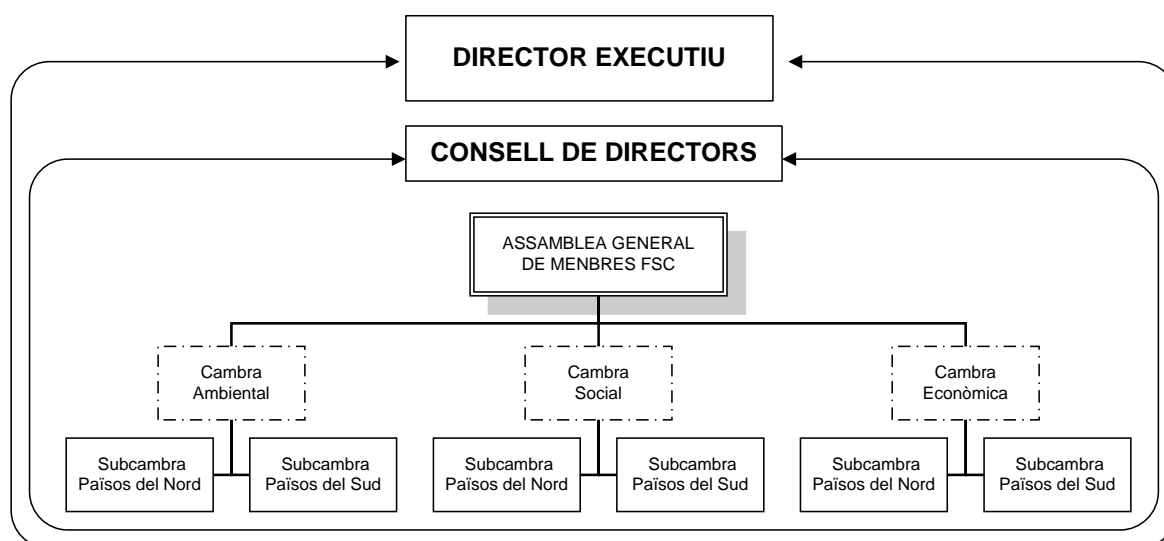 DIRECTOR EXECUTIU
CONSELL DE DIRECTORS
ASSAMBLEA GENERAL
DE MENBRES FSC
Cambra
Ambiental
Cambra
Social
Cambra
Econòmica
Subcambra
Països del Nord
Subcambra
Països del Sud
Subcambra
Països del Nord
Subcambra
Països del Sud
Subcambra
Països del Nord
Subcambra
Països del Sud